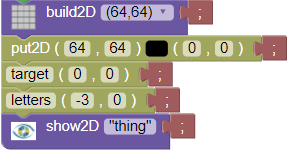 build2D (64,64) ;
put2D ( 64 , 64 ) ( 0 , 0 ) ;
target ( 0 , 0 ) ;
letters ( -3 , 0 ) ;
show2D "thing" ;